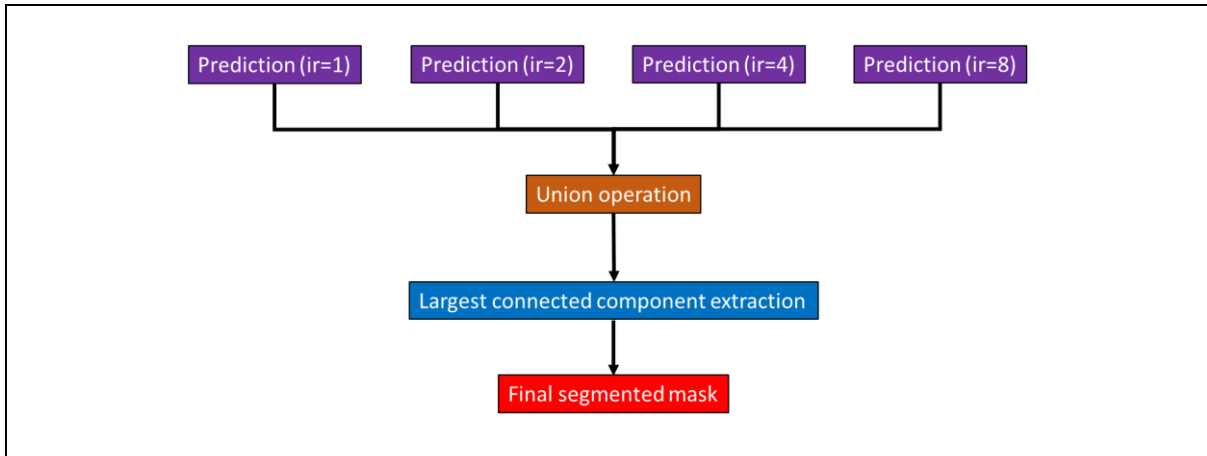 Prediction (ir=1)
Prediction (ir=2)
Prediction (ir=4)
Prediction (ir=8)
Union operation
Largest connected component extraction
Final segmented mask